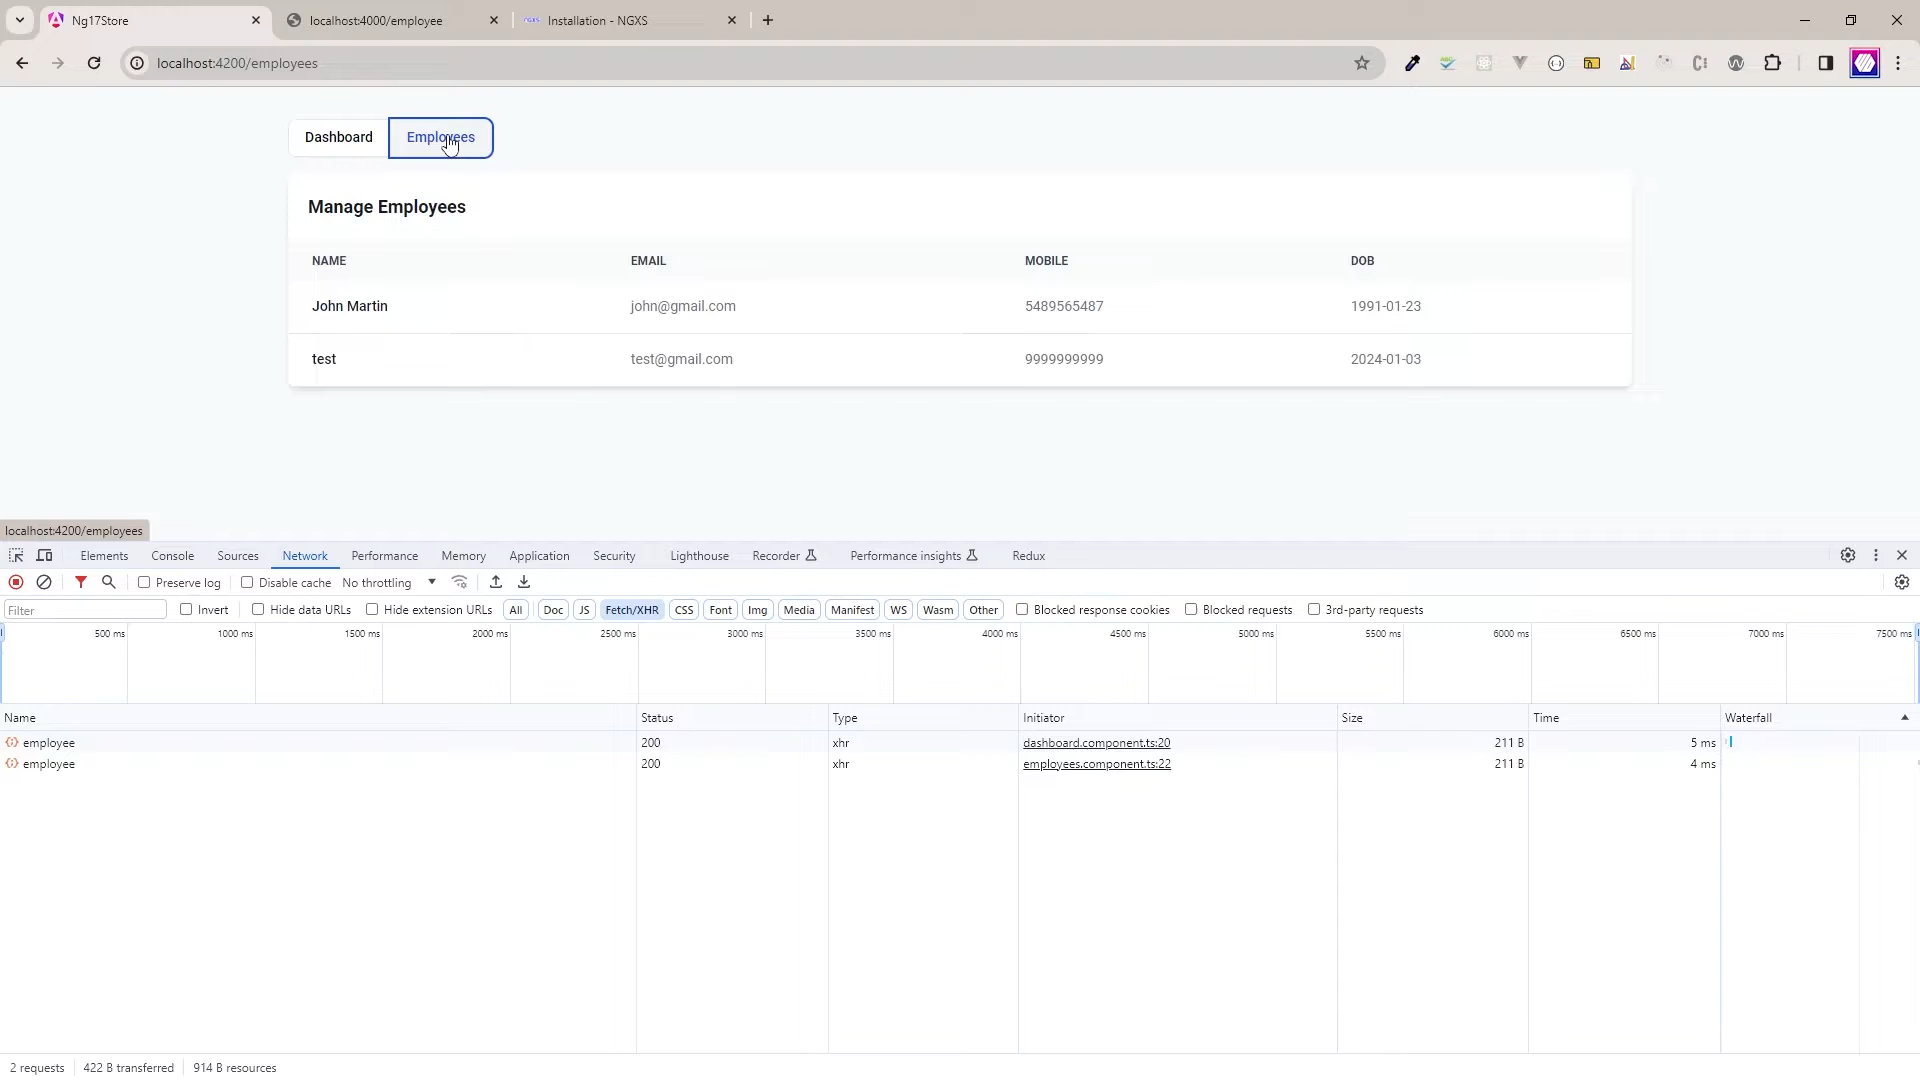 Ng17Store localhost:4000/employee Installation - NGXS
localhost:4200/employees
Dashboard Employees
Manage Employees
NAME EMAIL MOBILE DOB
John Martin john@gmail.com 5489565487 1991-01-23
test test@gmail.com 9999999999 2024-01-03
localhost:4200/employees
Elements Console Sources Network Performance Memory Application Security Lighthouse Recorder Performance insights Redux
Preserve log Disable cache No throttling
Filter Invert Hide data URLs Hide extension URLs All Doc JS Fetch/XHR CSS Font Img Media Manifest WS Wasm Other Blocked response cookies Blocked requests 3rd-party requests
500 ms 1000 ms 1500 ms 2000 ms 2500 ms 3000 ms 3500 ms 4000 ms 4500 ms 5000 ms 5500 ms 6000 ms 6500 ms 7000 ms 7500 ms
Name Status Type Initiator Size Time Waterfall
employee 200 xhr dashboard.component.ts:20 211 B 5 ms
employee 200 xhr employees.component.ts:22 211 B 4 ms
2 requests 422 B transferred 914 B resources